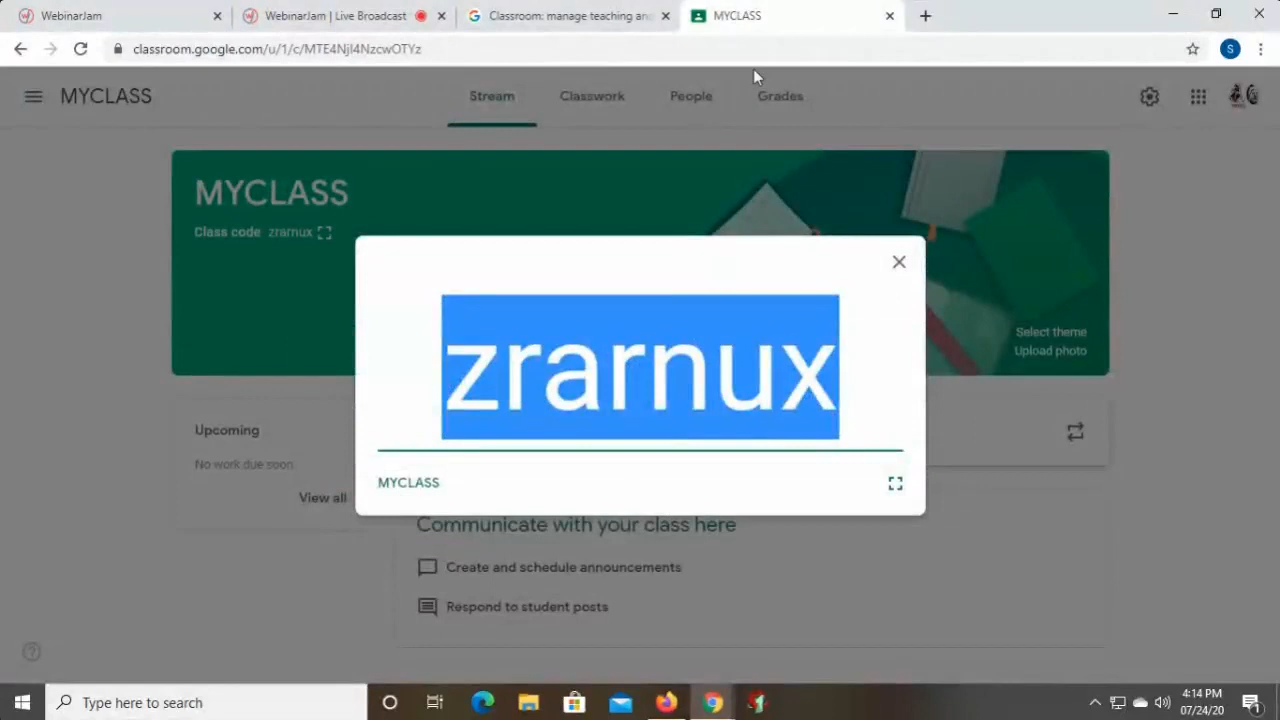 WebinarJam
WebinarJam | Live Broadcast
Classroom: manage teaching an
MYCLASS
classroom.google.com/u/1/c/MTE4NjI4NzcwOTYz
S
MYCLASS
Stream
Classwork
People
Grades
MYCLASS
Class code zrarnux
zrarnux
MYCLASS
Select theme
Upload photo
Upcoming
No work due soon
View all
Communicate with your class here
Create and schedule announcements
Respond to student posts
Type here to search
4:14 PM
07/24/20
1